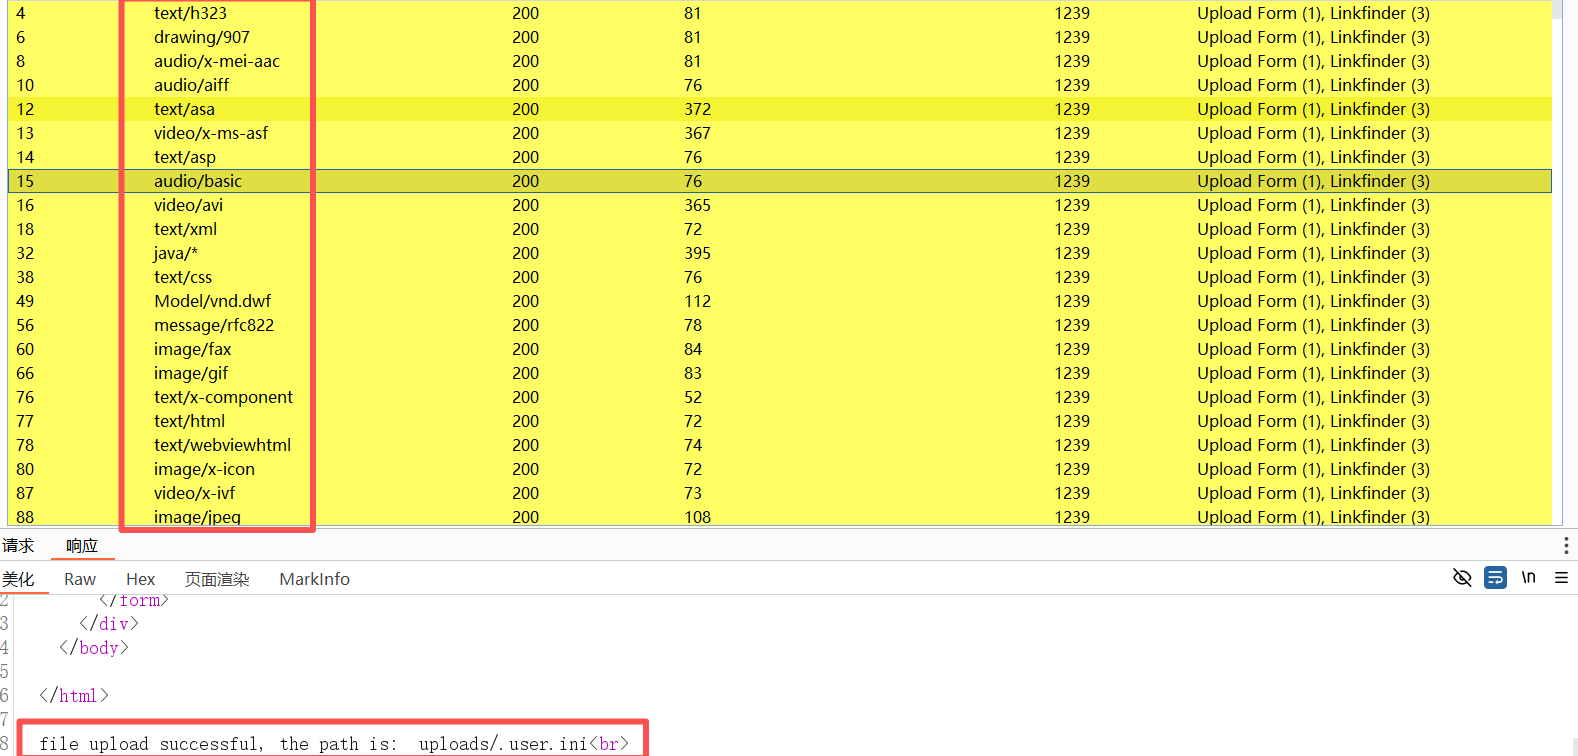 4 text/h323 200 81 1239 Upload Form (1), Linkfinder (3)
6 drawing/907 200 81 1239 Upload Form (1), Linkfinder (3)
8 audio/x-mei-aac 200 81 1239 Upload Form (1), Linkfinder (3)
10 audio/aiff 200 76 1239 Upload Form (1), Linkfinder (3)
12 text/asa 200 372 1239 Upload Form (1), Linkfinder (3)
13 video/x-ms-asf 200 367 1239 Upload Form (1), Linkfinder (3)
14 text/asp 200 76 1239 Upload Form (1), Linkfinder (3)
15 audio/basic 200 76 1239 Upload Form (1), Linkfinder (3)
16 video/avi 200 365 1239 Upload Form (1), Linkfinder (3)
18 text/xml 200 72 1239 Upload Form (1), Linkfinder (3)
32 java/* 200 395 1239 Upload Form (1), Linkfinder (3)
38 text/css 200 76 1239 Upload Form (1), Linkfinder (3)
49 Model/vnd.dwf 200 112 1239 Upload Form (1), Linkfinder (3)
56 message/rfc822 200 78 1239 Upload Form (1), Linkfinder (3)
60 image/fax 200 84 1239 Upload Form (1), Linkfinder (3)
66 image/gif 200 83 1239 Upload Form (1), Linkfinder (3)
76 text/x-component 200 52 1239 Upload Form (1), Linkfinder (3)
77 text/html 200 72 1239 Upload Form (1), Linkfinder (3)
78 text/webviewhtml 200 74 1239 Upload Form (1), Linkfinder (3)
80 image/x-icon 200 72 1239 Upload Form (1), Linkfinder (3)
87 video/x-ivf 200 73 1239 Upload Form (1), Linkfinder (3)
88 image/jpeg 200 108 1239 Upload Form (1), Linkfinder (3)
请求 响应
美化 Raw Hex 页面渲染 MarkInfo \n
2 </form>
3 </div>
4 </body>
5
6 </html>
7
8 file upload successful, the path is: uploads/.user.ini<br>